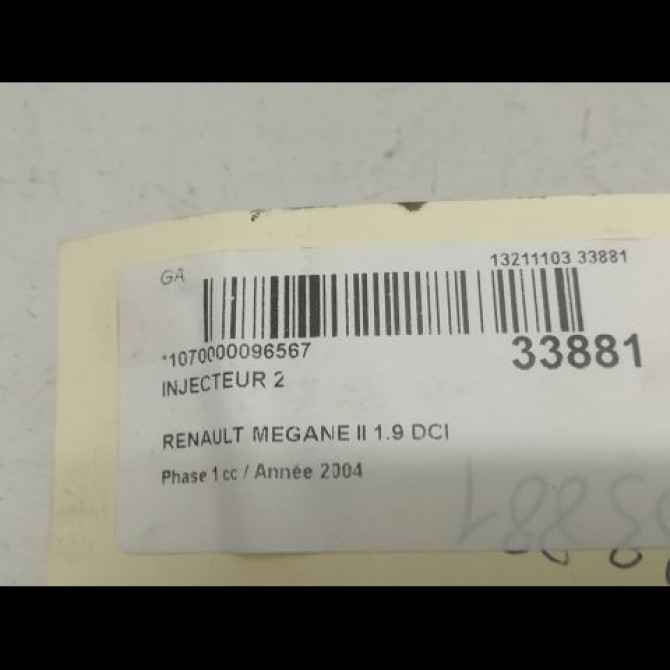 GA
13211103 33881
*1070000096567
33881
INJECTEUR 2
RENAULT MEGANE II 1.9 DCI
Phase 1 cc / Année 2004